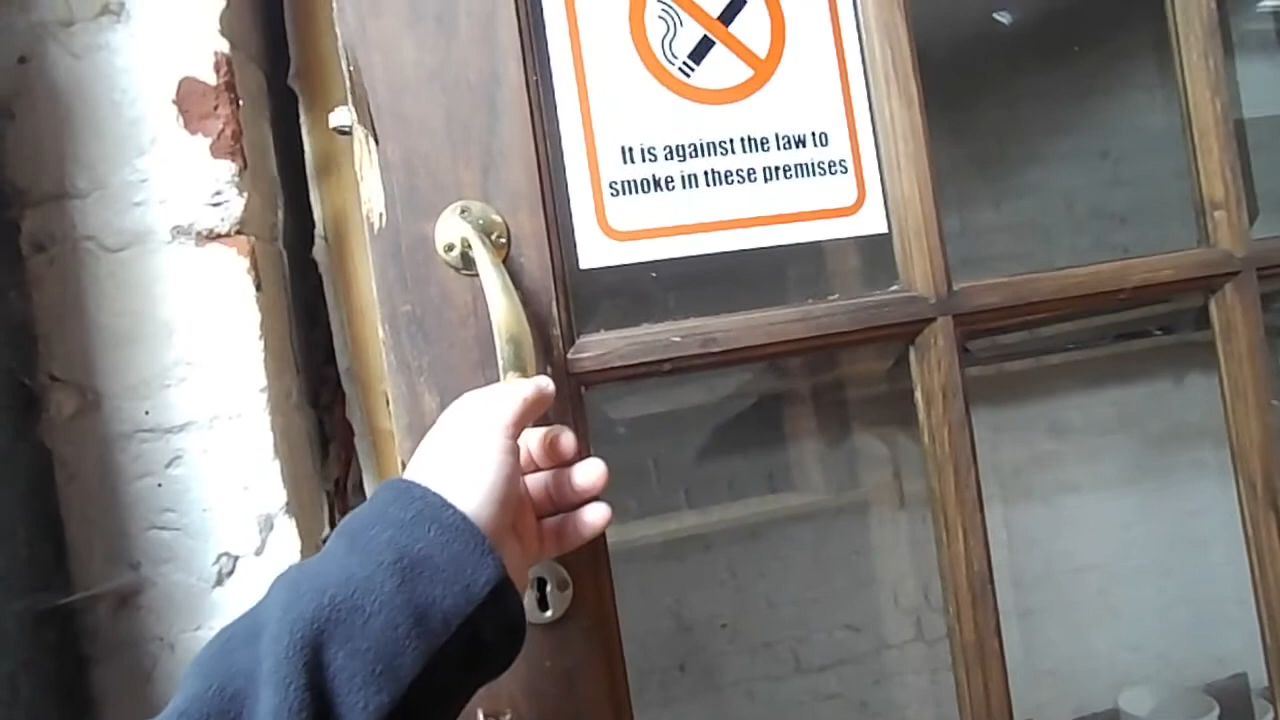 It is against the law to
smoke in these premises